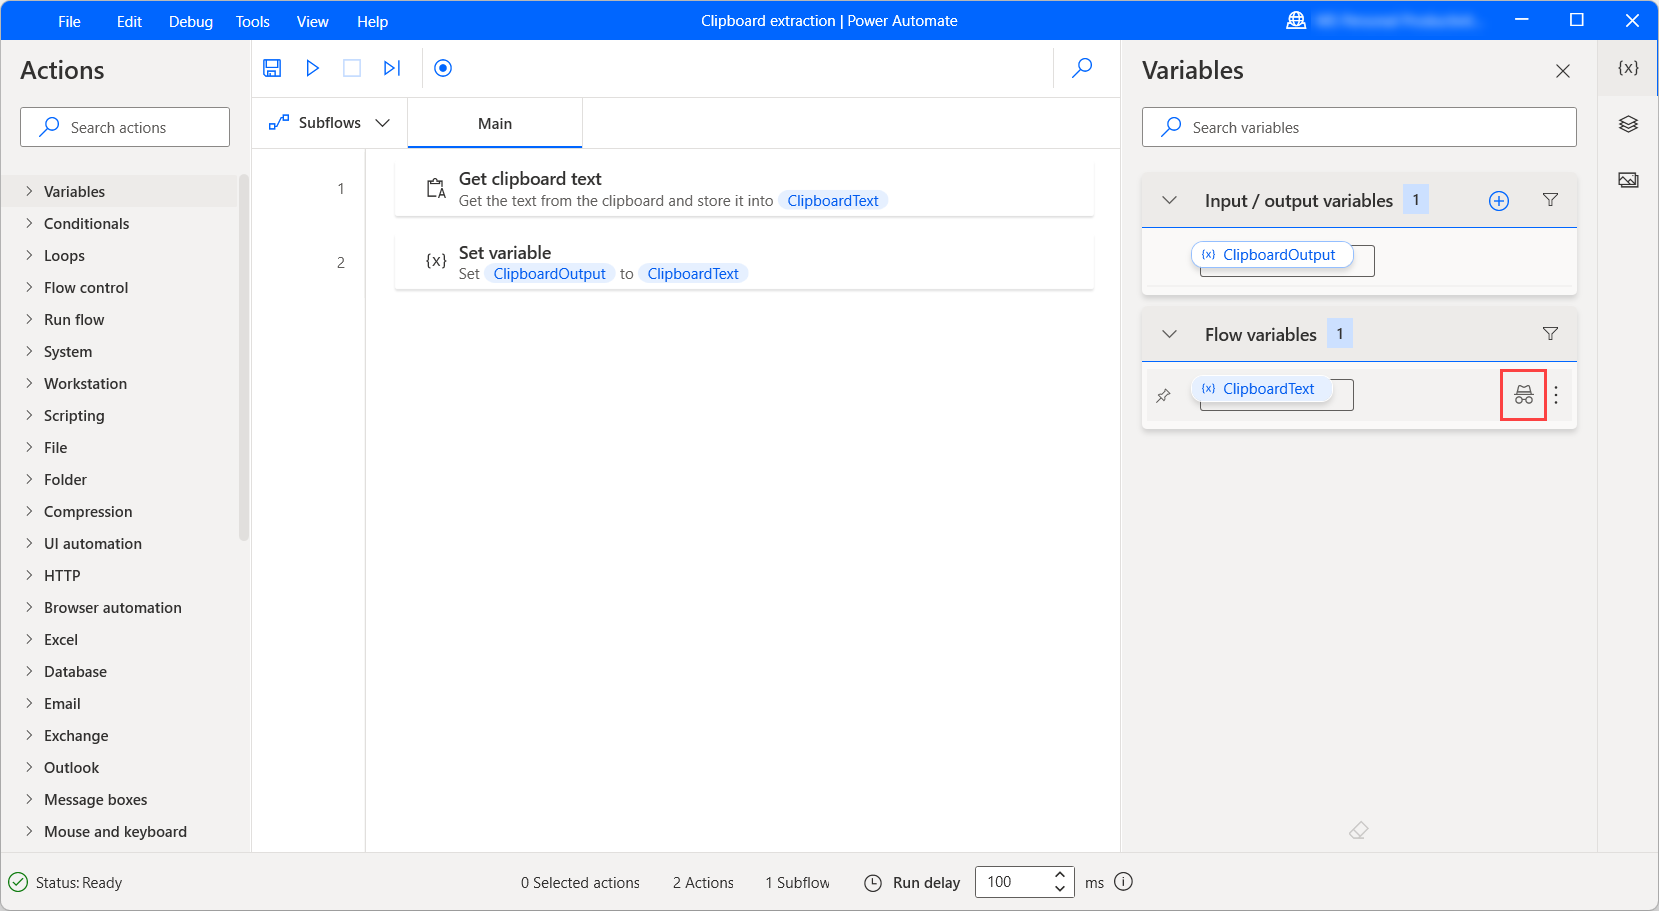 File Edit Debug Tools View Help
Clipboard extraction | Power Automate
Actions
Search actions
Variables
Conditionals
Loops
Flow control
Run flow
System
Workstation
Scripting
File
Folder
Compression
UI automation
HTTP
Browser automation
Excel
Database
Email
Exchange
Outlook
Message boxes
Mouse and keyboard
Subflows
Main
1
Get clipboard text
Get the text from the clipboard and store it into ClipboardText
2
{x} Set variable
Set ClipboardOutput to ClipboardText
Variables
{x}
Search variables
Input / output variables 1
{x} ClipboardOutput
Flow variables 1
{x} ClipboardText
Status: Ready
0 Selected actions
2 Actions
1 Subflow
Run delay
100
ms